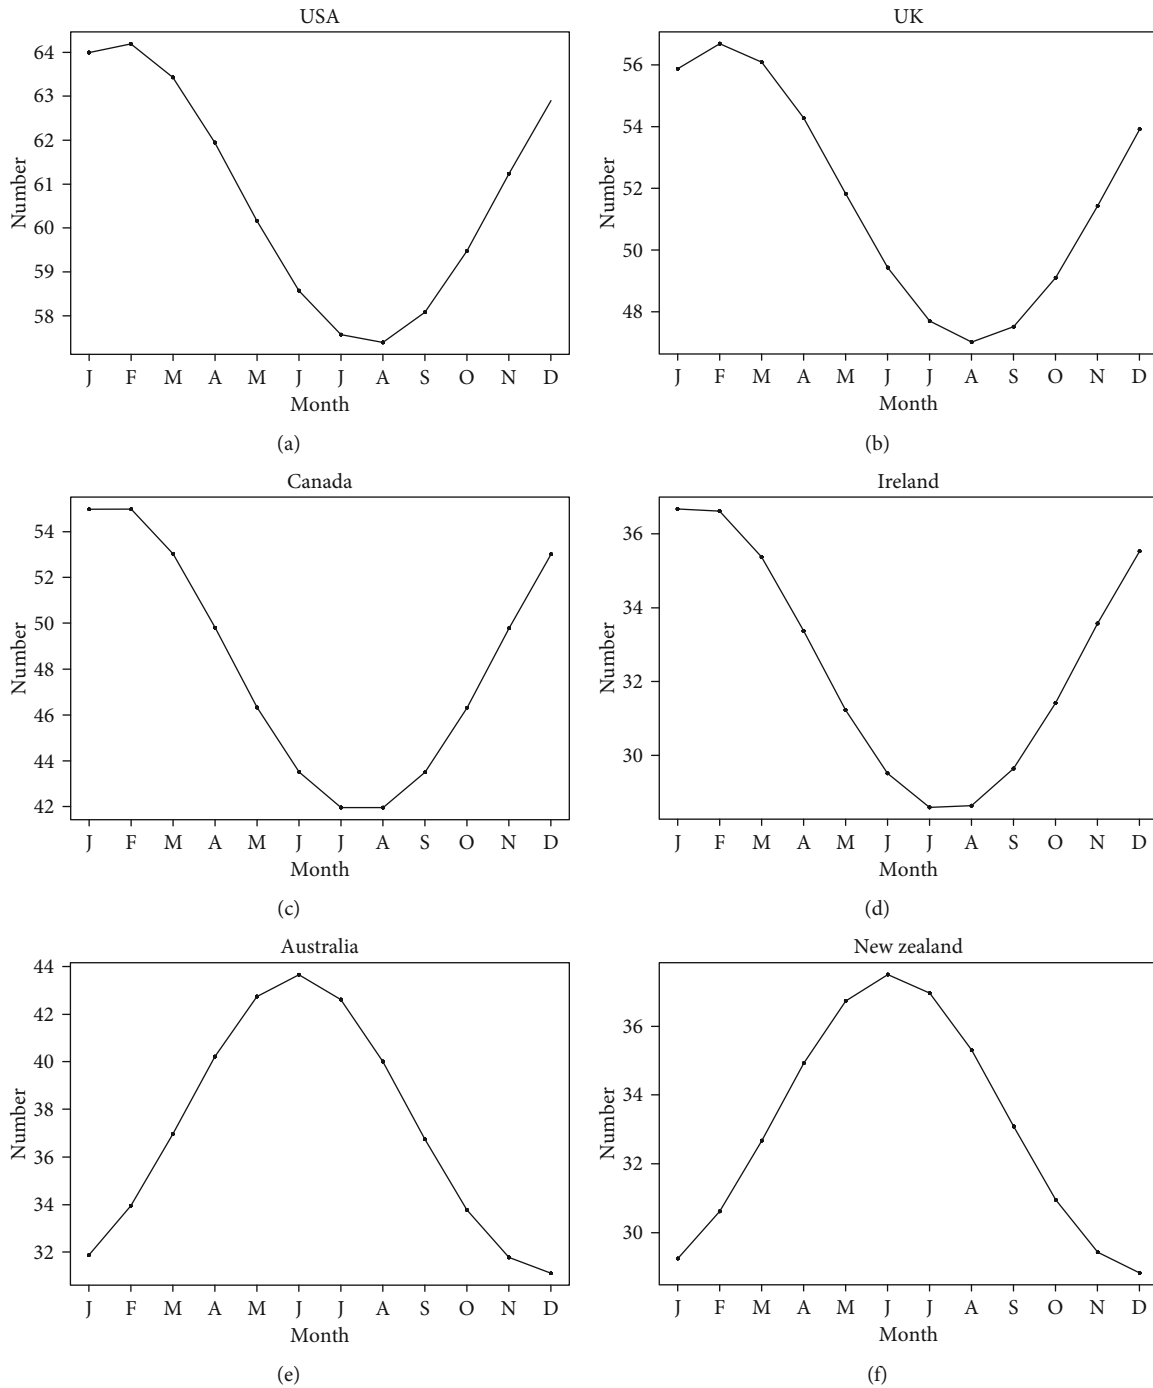 USA
Number
64
63
62
61
60
59
58
J F M A M J J A S O N D
Month
(a)
UK
Number
56
54
52
50
48
J F M A M J J A S O N D
Month
(b)
Canada
Number
54
52
50
48
46
44
42
J F M A M J J A S O N D
Month
(c)
Ireland
Number
36
34
32
30
J F M A M J J A S O N D
Month
(d)
Australia
Number
44
42
40
38
36
34
32
J F M A M J J A S O N D
Month
(e)
New zealand
Number
36
34
32
30
J F M A M J J A S O N D
Month
(f)